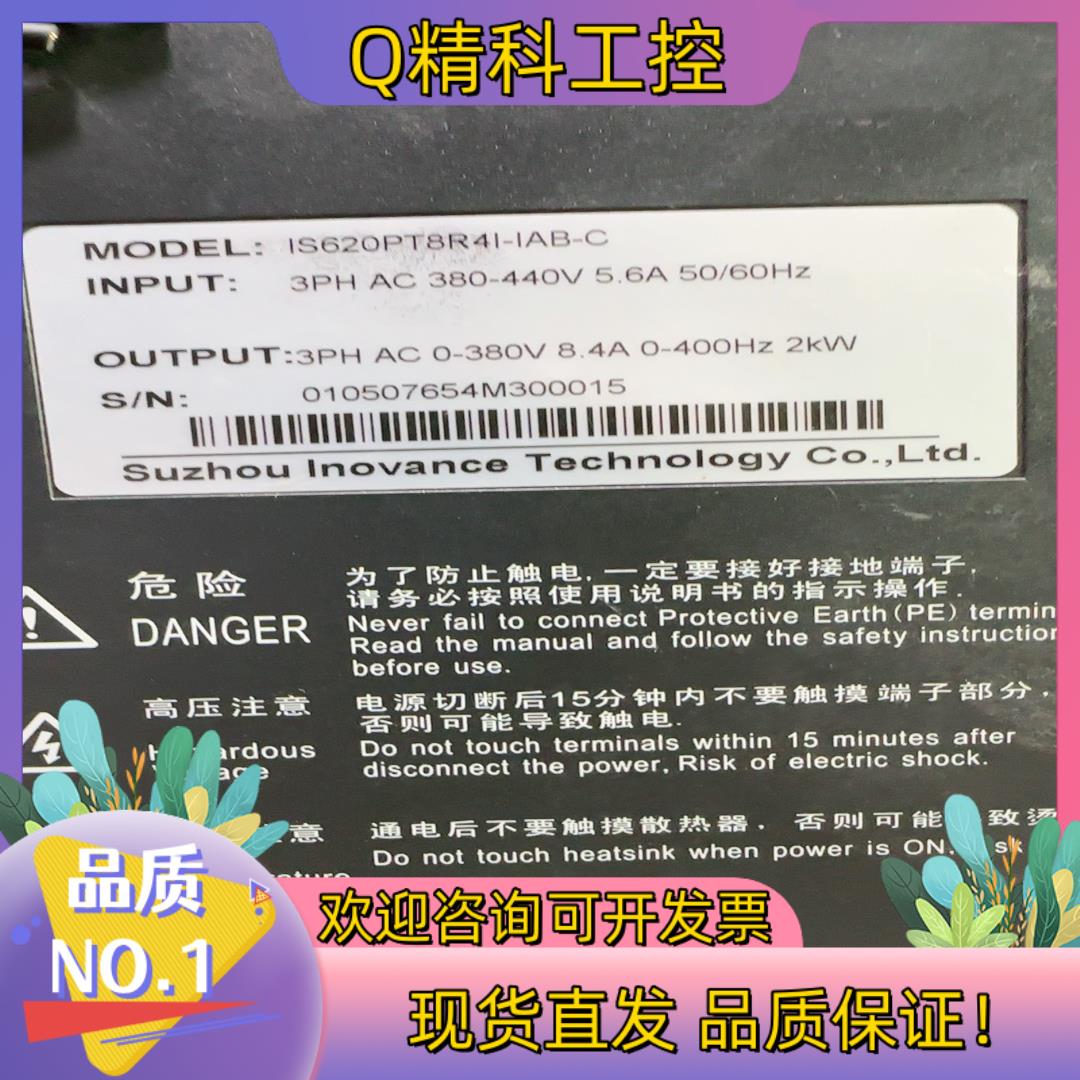 Q精科工控
MODEL: IS620PT8R4I-IAB-C
INPUT: 3PH AC 380-440V 5.6A 50/60Hz
OUTPUT:3PH AC 0-380V 8.4A 0-400Hz 2kW
S/N: 010507654M300015
Suzhou Inovance Technology Co.,Ltd.
危险
DANGER
为了防止触电,一定要接好接地端子,
请务必按照使用说明书的指示操作.
Never fail to connect Protective Earth(PE) termin
Read the manual and follow the safety instruction
before use.
高压注意
电源切断后15分钟内不要触摸端子部分,
否则可能导致触电.
Do not touch terminals within 15 minutes after
disconnect the power, Risk of electric shock.
意
通电后不要触摸散热器, 否则可能 致烫
Do not touch heatsink when power is ON,
品质
NO.1
欢迎咨询可开发票
现货直发 品质保证!